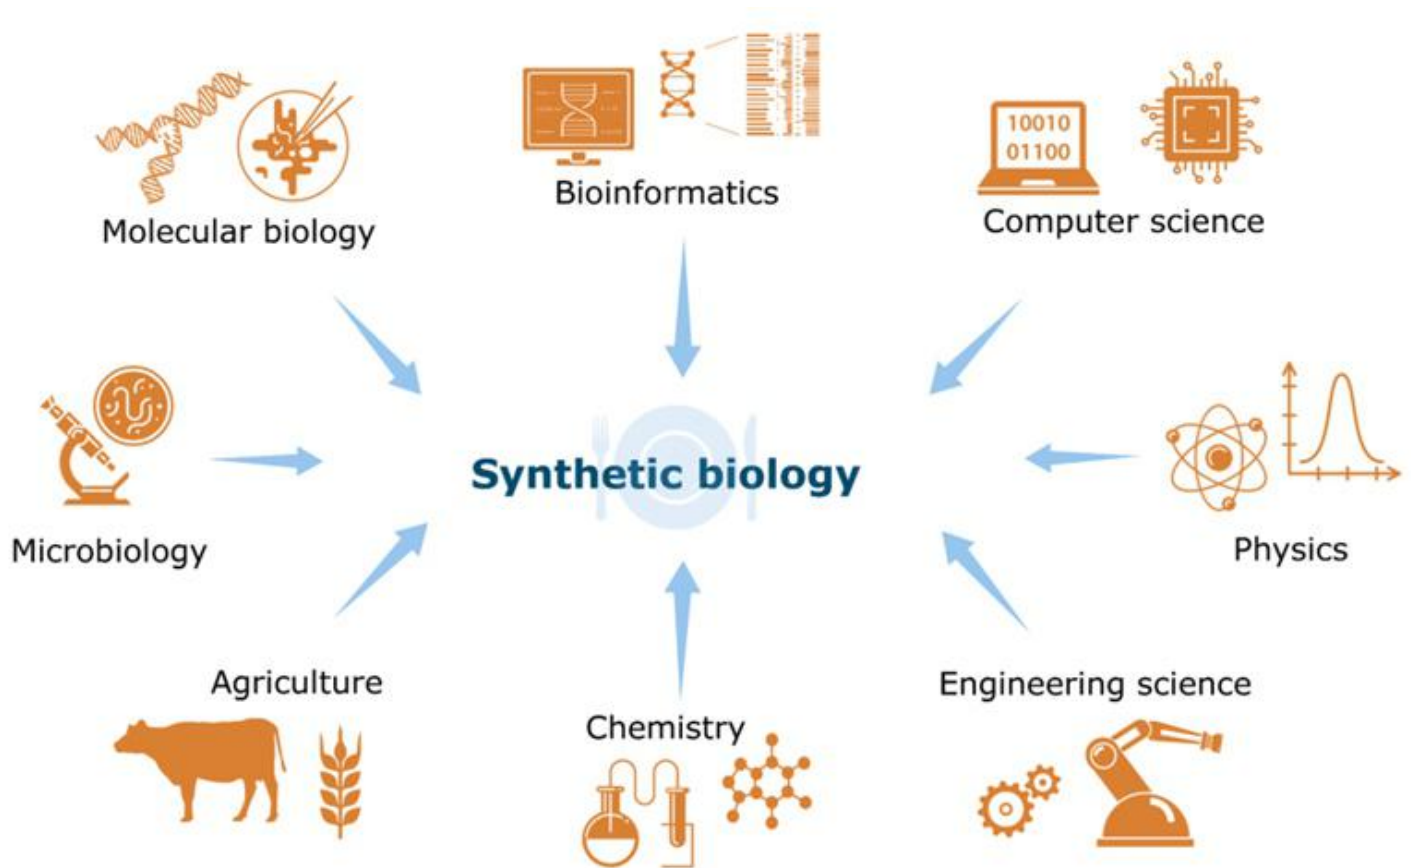 Molecular biology
Bioinformatics
10010
01100
Computer science
Microbiology
Synthetic biology
Physics
Agriculture
Chemistry
Engineering science